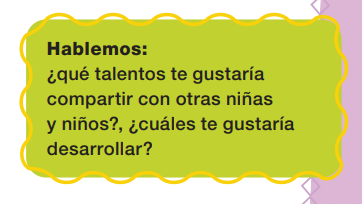 Hablemos:
¿qué talentos te gustaría
compartir con otras niñas
y niños?, ¿cuáles te gustaría
desarrollar?